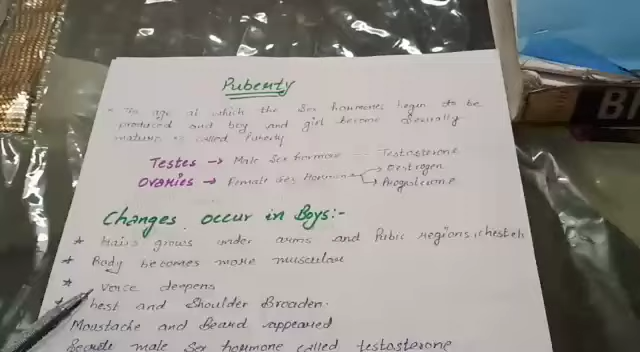 Puberty
- The age at which the Sex hormones begin to be
produced and boy and girl become Sexually
mature is called Puberty
Testes → Male Sex hormone — Testosterone
Ovaries → Female Sex Hormone → Oestrogen
→ Progesterone
Changes occur in Boys:-
* Hairs grows under arms and Pubic regions, chest
* Body becomes more musculous
* Voice deepens
* Chest and Shoulder Broaden.
Moustache and Beard appeared
Secrete male Sex hormone called testosterone
BI